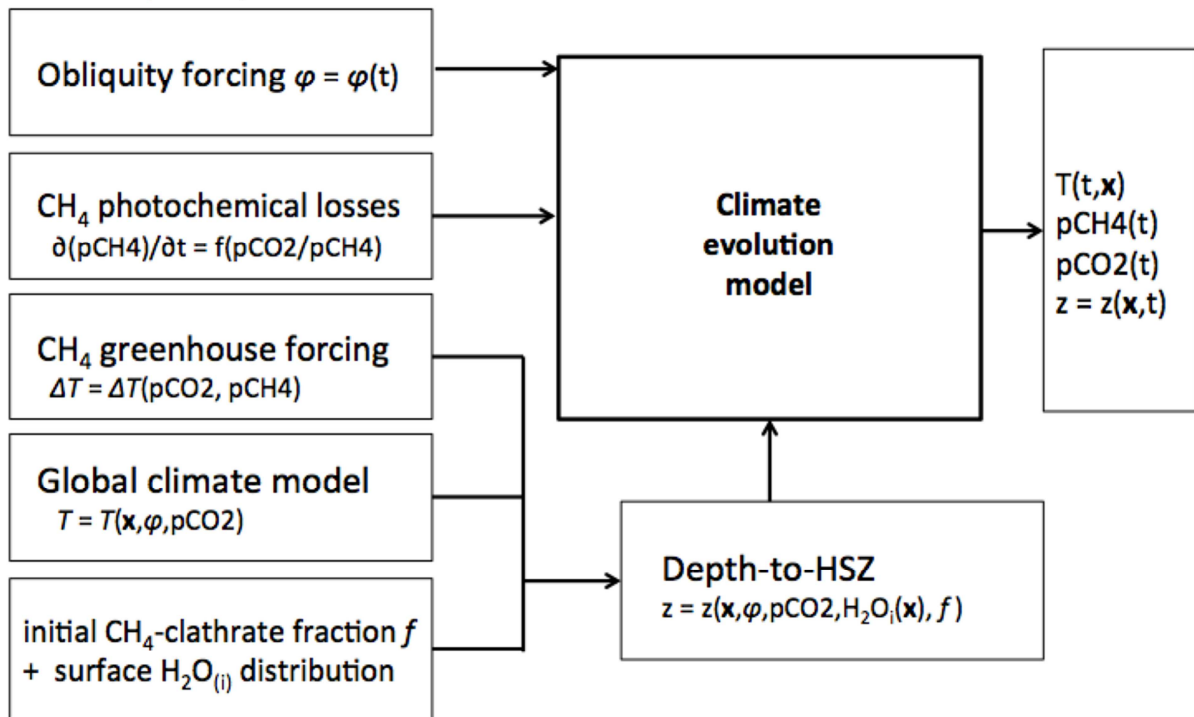 Obliquity forcing φ = φ(t)
CH₄ photochemical losses
∂(pCH4)/∂t = f(pCO2/pCH4)
CH₄ greenhouse forcing
ΔT = ΔT(pCO2, pCH4)
Global climate model
T = T(x,φ,pCO2)
initial CH₄-clathrate fraction f
+ surface H₂O₍ᵢ₎ distribution
Climate
evolution
model
Depth-to-HSZ
z = z(x,φ,pCO2,H₂Oᵢ(x), f)
T(t,x)
pCH4(t)
pCO2(t)
z = z(x,t)